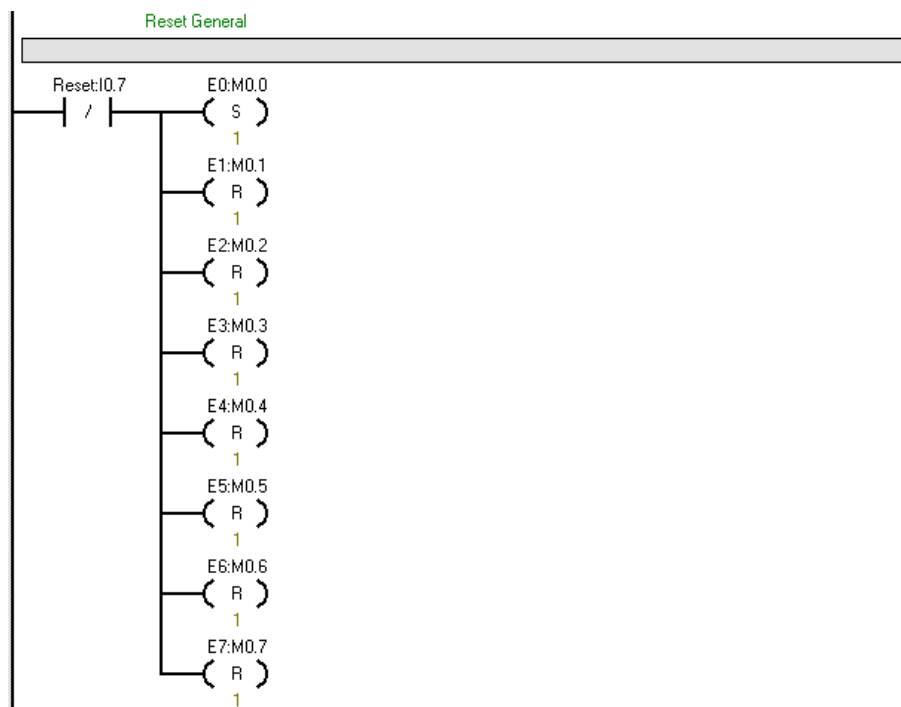 Reset General
Reset:I0.7
E0:M0.0
/
S
1
E1:M0.1
R
1
E2:M0.2
R
1
E3:M0.3
R
1
E4:M0.4
R
1
E5:M0.5
R
1
E6:M0.6
R
1
E7:M0.7
R
1